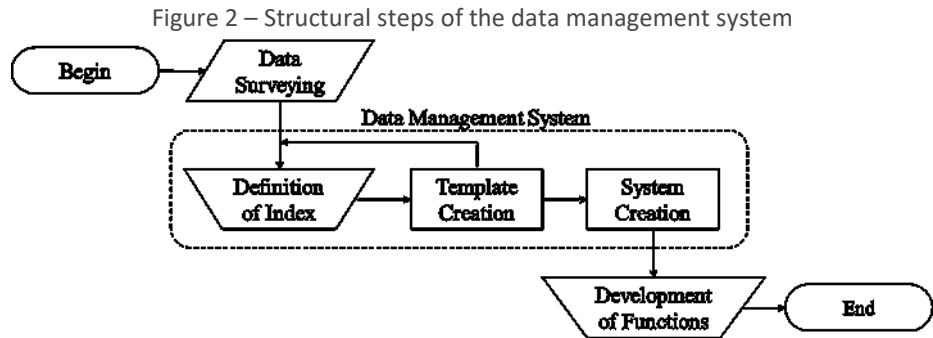 Figure 2 – Structural steps of the data management system
Begin
Data
Surveying
Data Management System
Definition
of Index
Template
Creation
System
Creation
Development
of Functions
End